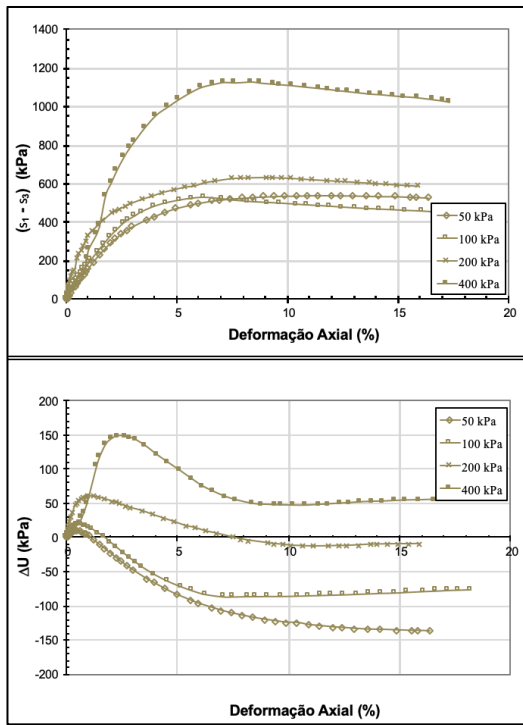 1400
1200
1000
800
600
400
200
0
(s₁ - s₃) (kPa)
0 5 10 15 20
Deformação Axial (%)
50 kPa
100 kPa
200 kPa
400 kPa
200
150
100
50
0
-50
-100
-150
-200
ΔU (kPa)
0 5 10 15 20
Deformação Axial (%)
50 kPa
100 kPa
200 kPa
400 kPa